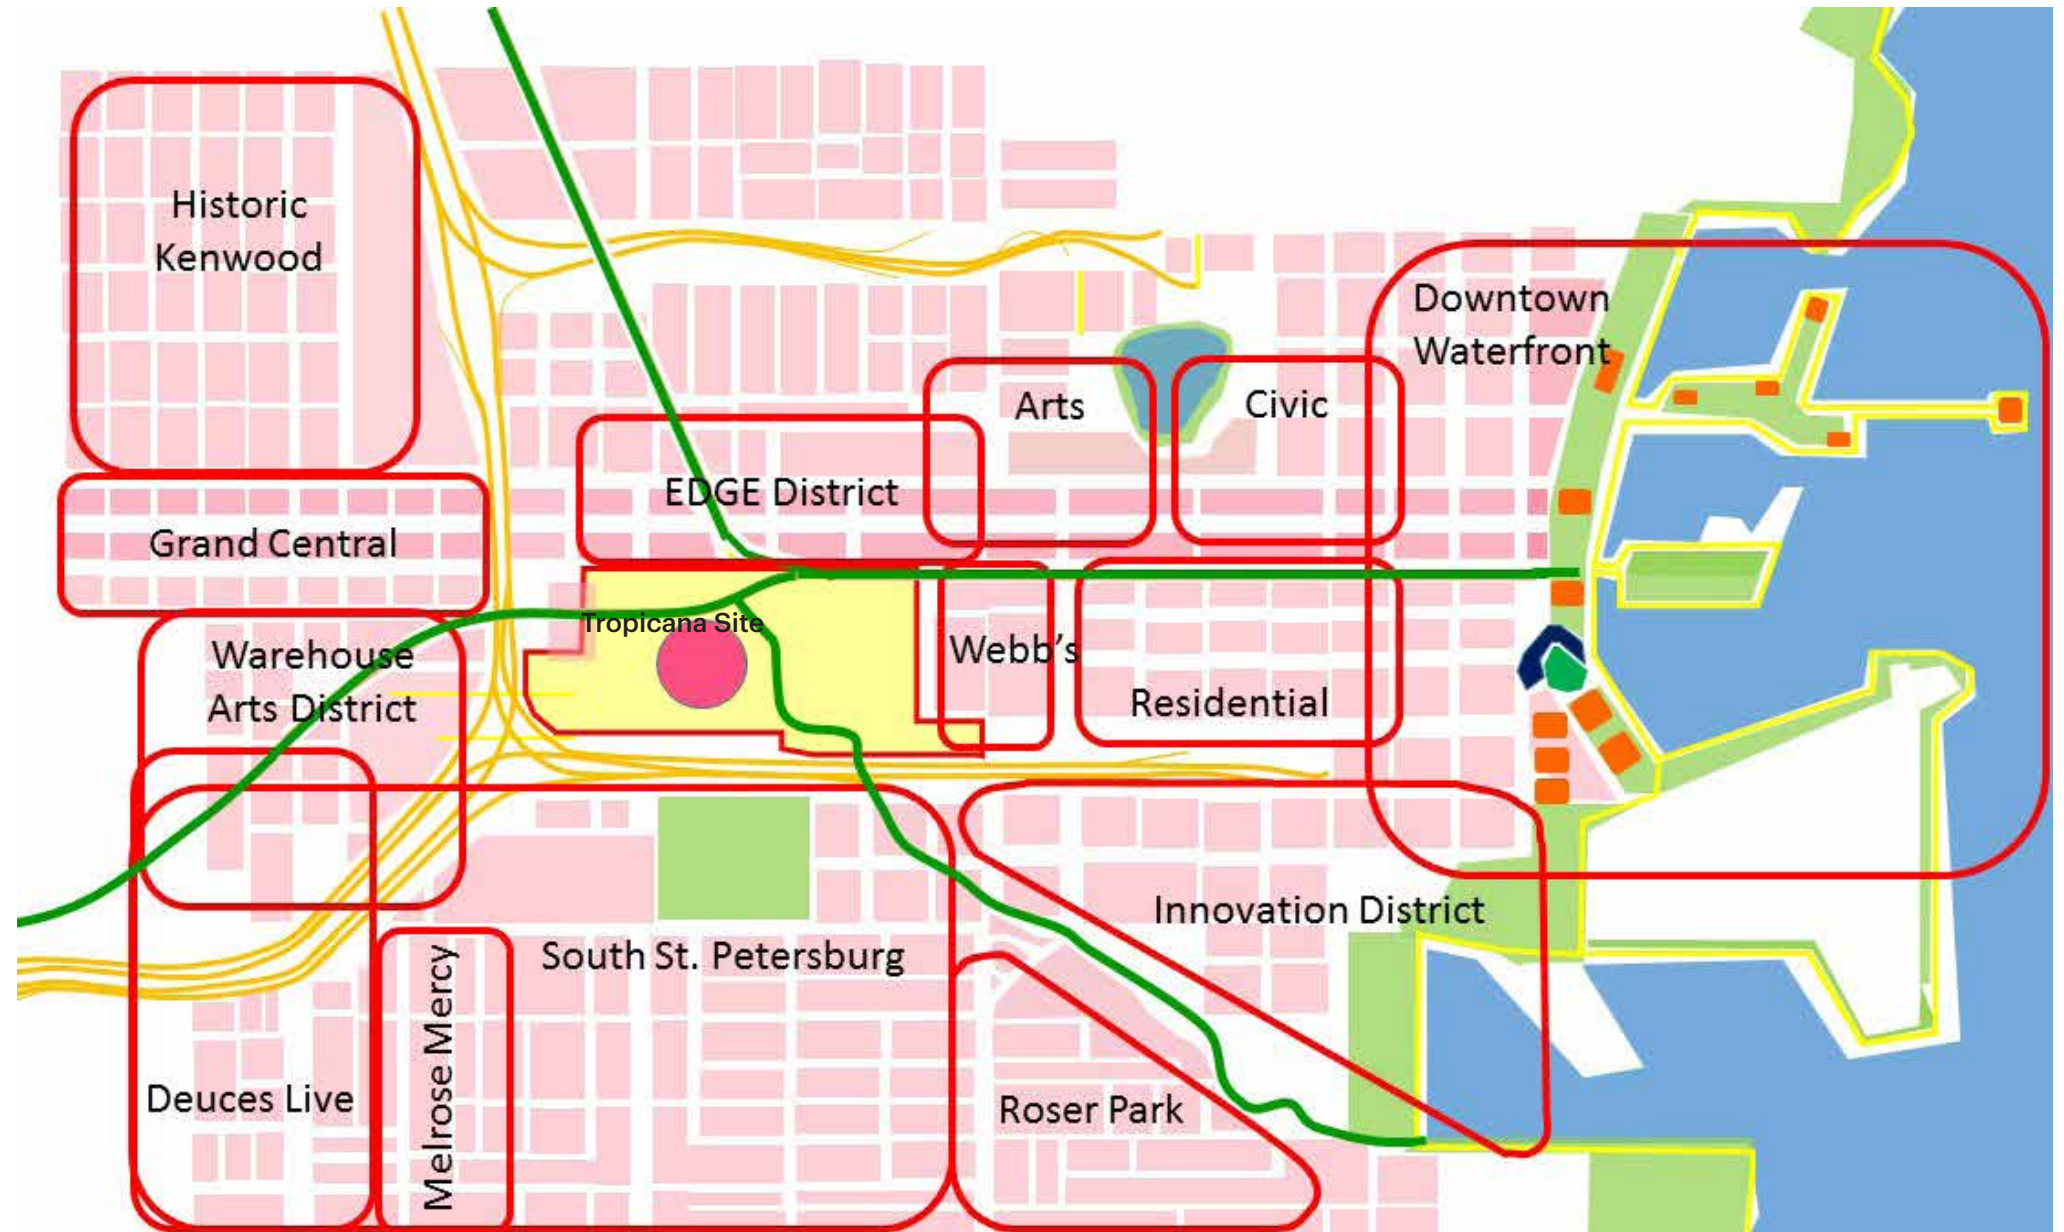 Historic
Kenwood
Downtown
Waterfront
Arts
Civic
EDGE District
Grand Central
Tropicana Site
Warehouse
Arts District
Webb's
Residential
Innovation District
South St. Petersburg
Melrose Mercy
Deuces Live
Roser Park